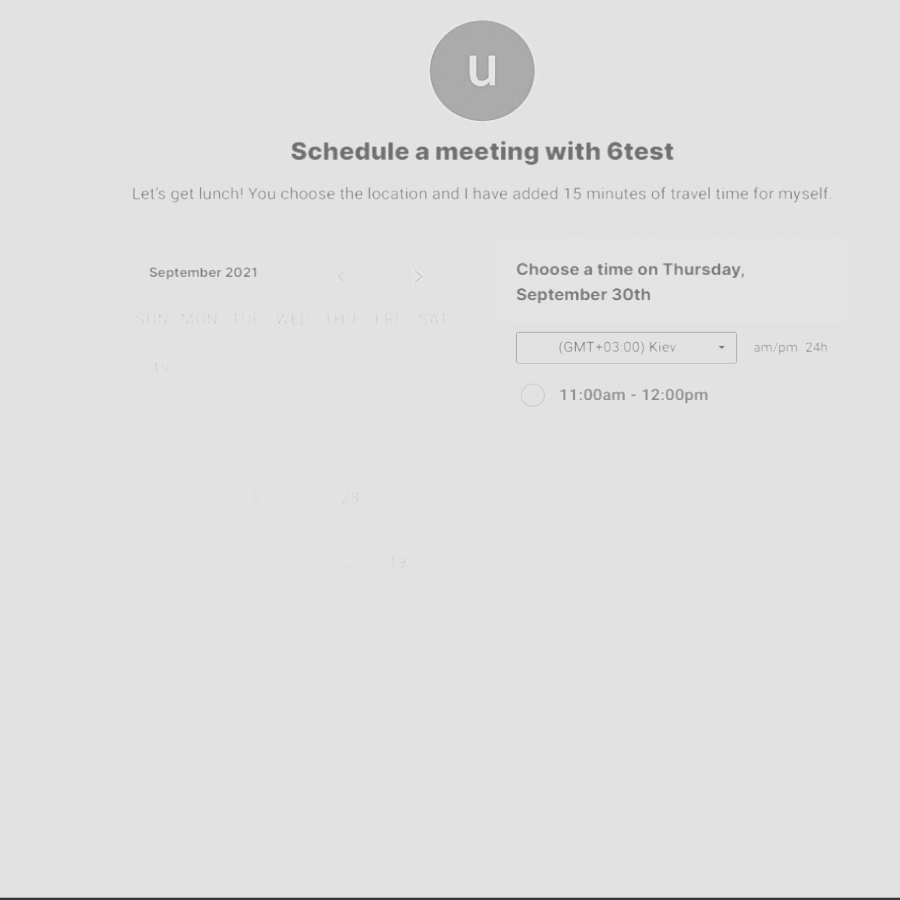 u
Schedule a meeting with 6test
Let's get lunch! You choose the location and I have added 15 minutes of travel time for myself.
September 2021
SUN MON TUE WED THU FRI SAT
28
19
Choose a time on Thursday,
September 30th
(GMT+03:00) Kiev
am/pm 24h
11:00am - 12:00pm